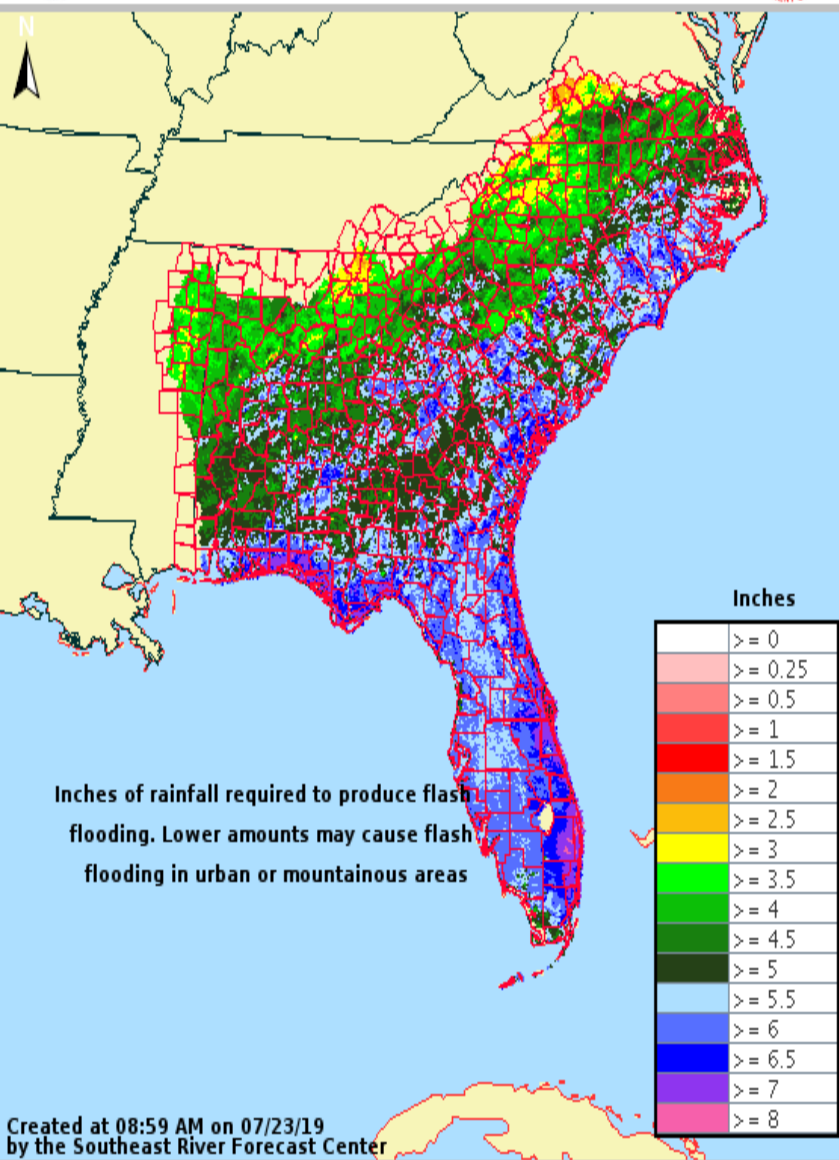 N
Inches of rainfall required to produce flash
flooding. Lower amounts may cause flash
flooding in urban or mountainous areas
Inches
>= 0
>= 0.25
>= 0.5
>= 1
>= 1.5
>= 2
>= 2.5
>= 3
>= 3.5
>= 4
>= 4.5
>= 5
>= 5.5
>= 6
>= 6.5
>= 7
>= 8
Created at 08:59 AM on 07/23/19
by the Southeast River Forecast Center